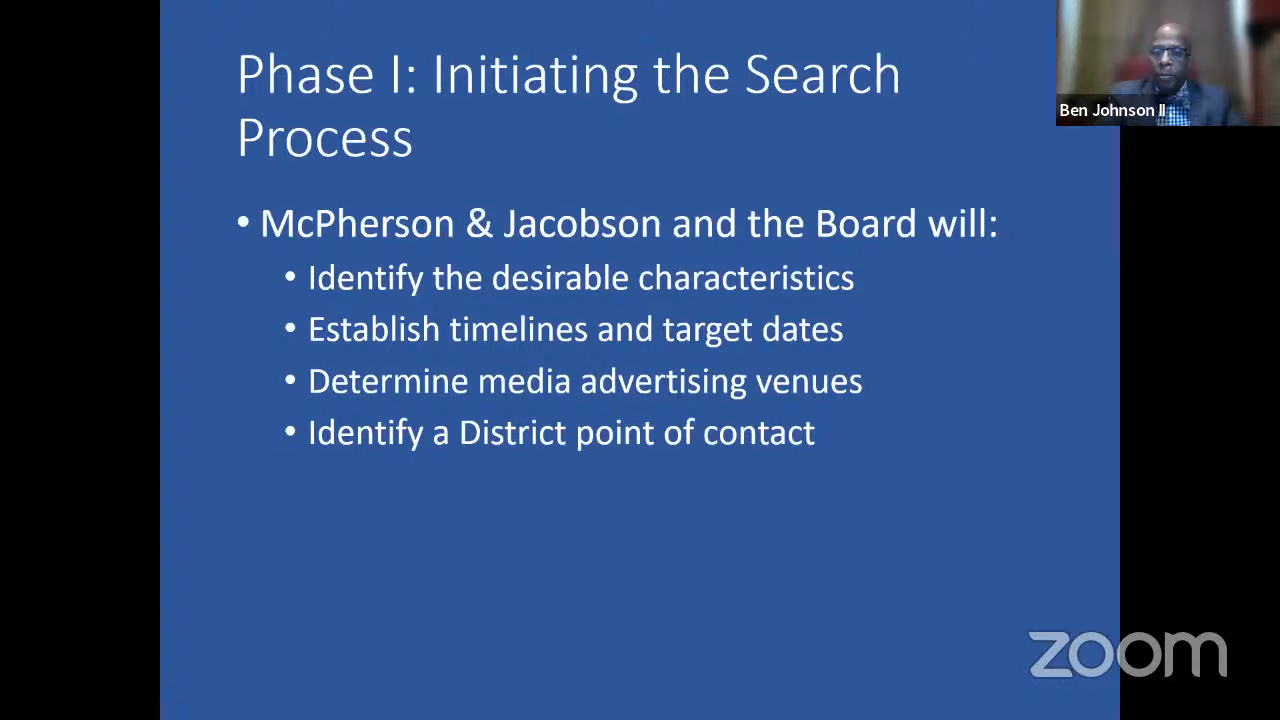 Phase I: Initiating the Search
Process
• McPherson & Jacobson and the Board will:
• Identify the desirable characteristics
• Establish timelines and target dates
• Determine media advertising venues
• Identify a District point of contact
Ben Johnson II
zoom